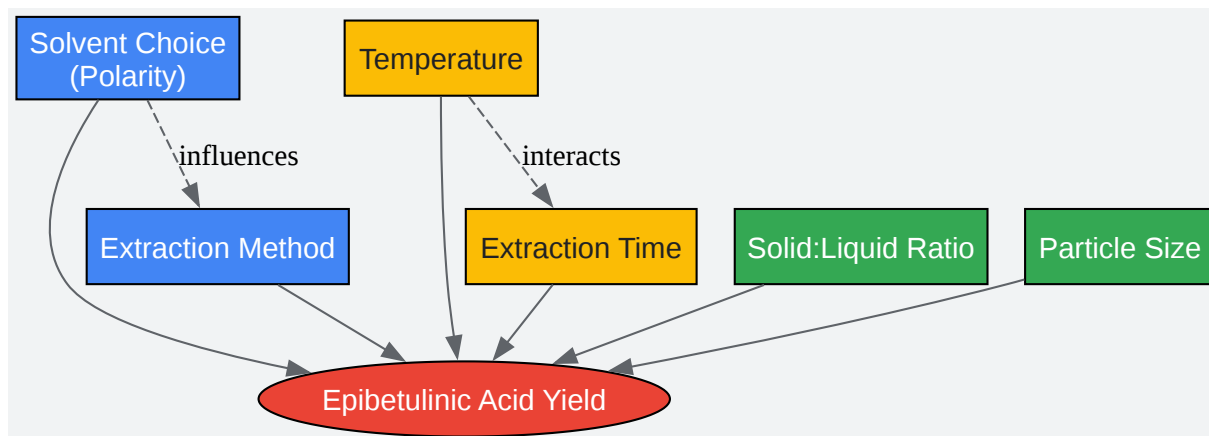 Solvent Choice
(Polarity)
Temperature
influences
interacts
Extraction Method
Extraction Time
Solid:Liquid Ratio
Particle Size
Epibetulinic Acid Yield